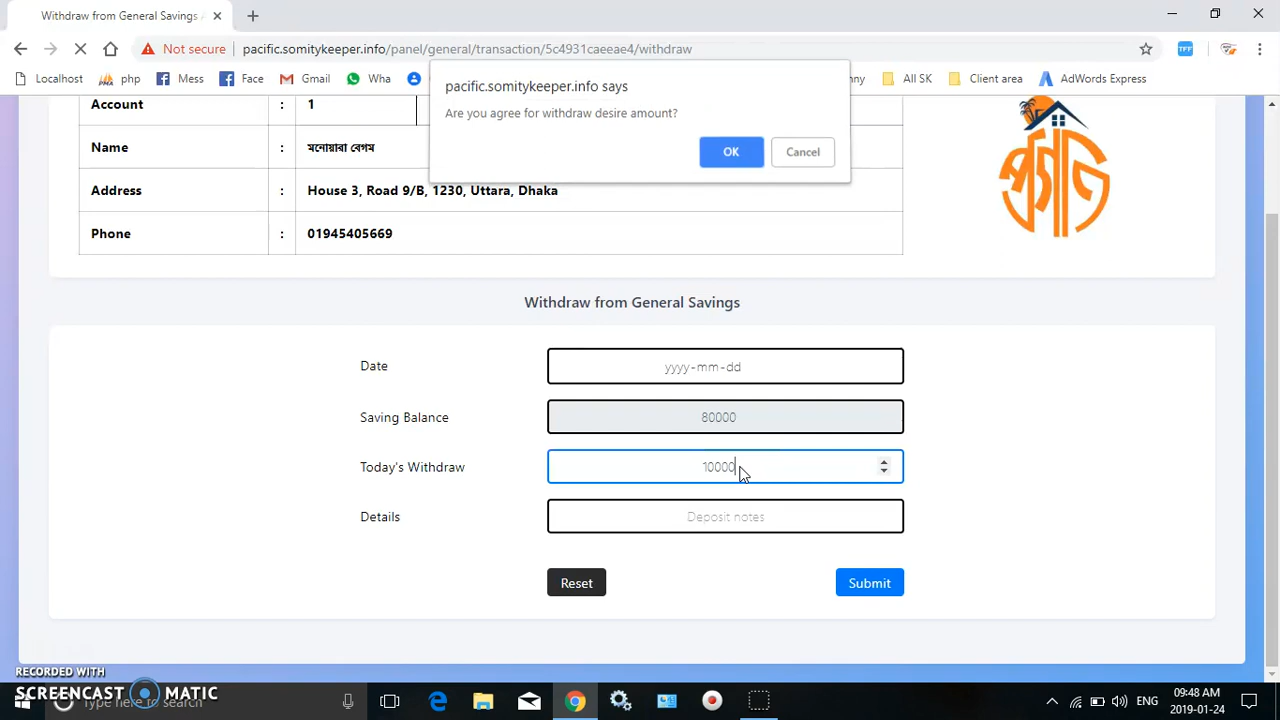 Withdraw from General Savings
Not secure
pacific.somitykeeper.info/panel/general/transaction/5c4931caeeae4/withdraw
Localhost
php
Mess
Face
Gmail
Wha
nny
All SK
Client area
AdWords Express
pacific.somitykeeper.info says
Are you agree for withdraw desire amount?
OK
Cancel
Account : 1
Name : মনোয়ারা বেগম
Address : House 3, Road 9/B, 1230, Uttara, Dhaka
Phone : 01945405669
Withdraw from General Savings
Date yyyy-mm-dd
Saving Balance 80000
Today's Withdraw 10000
Details Deposit notes
Reset
Submit
RECORDED WITH
SCREENCAST MATIC
Type here to search
ENG
09:48 AM
2019-01-24